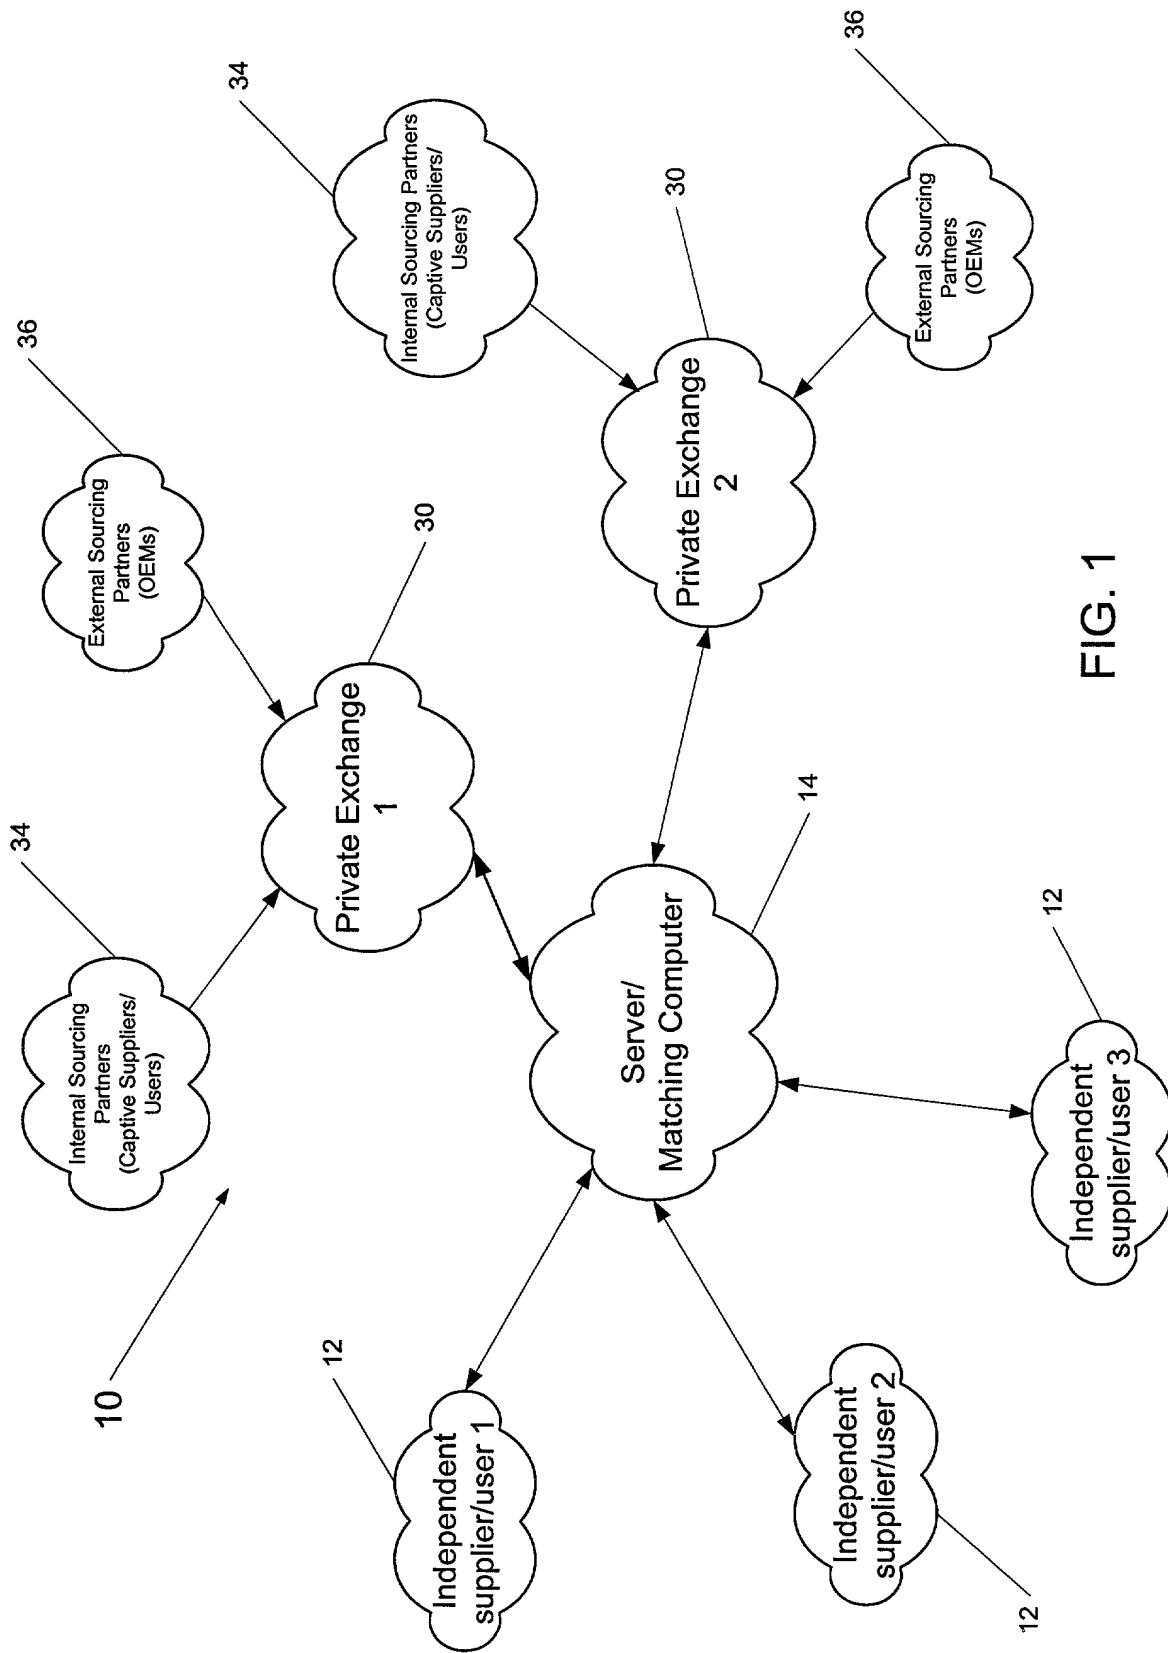 10
34
Internal Sourcing
Partners
(Captive Suppliers/
Users)
36
External Sourcing
Partners
(OEMs)
30
Private Exchange
1
34
Internal Sourcing Partners
(Captive Suppliers/
Users)
12
Independent
supplier/user 1
Server/
Matching Computer
14
30
Private Exchange
2
36
External Sourcing
Partners
(OEMs)
12
Independent
supplier/user 2
12
Independent
supplier/user 3
FIG. 1